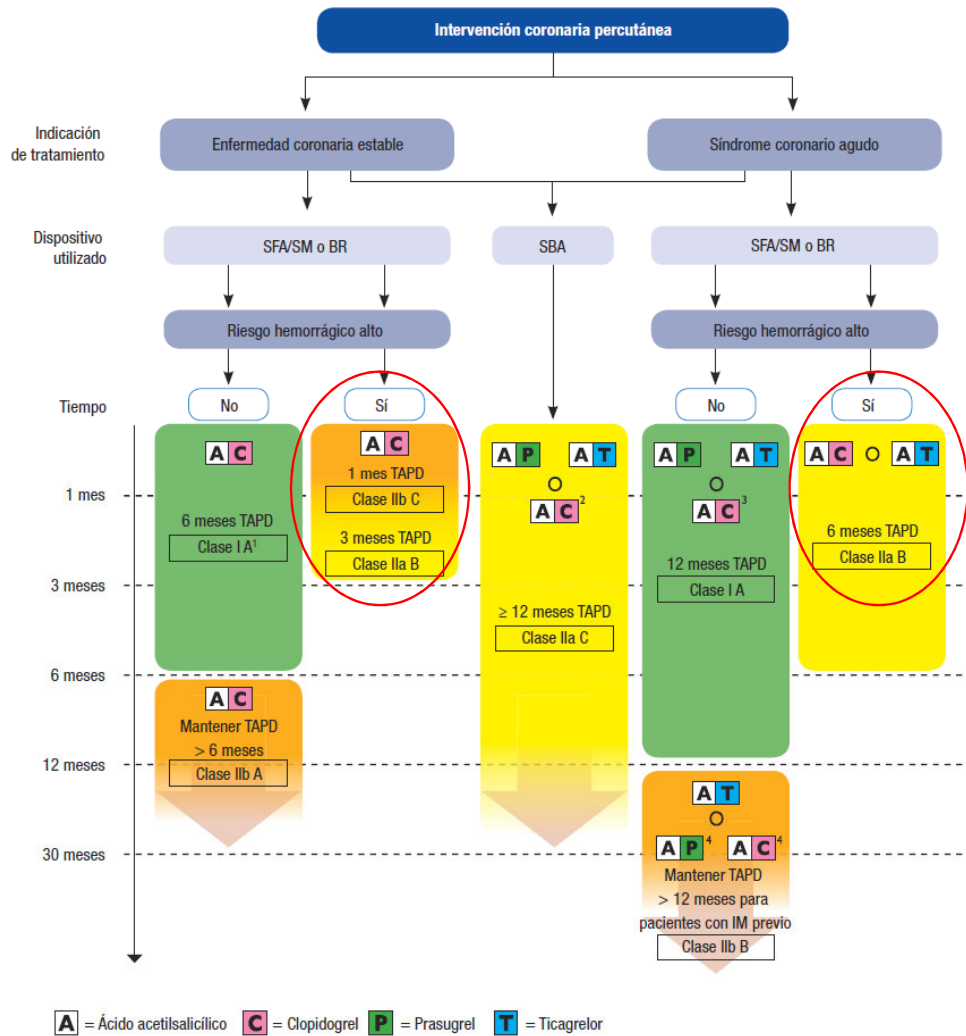 Intervención coronaria percutánea
Indicación
de tratamiento
Enfermedad coronaria estable
Síndrome coronario agudo
Dispositivo
utilizado
SFA/SM o BR
SBA
SFA/SM o BR
Riesgo hemorrágico alto
Riesgo hemorrágico alto
Tiempo
No
Sí
No
Sí
1 mes
3 meses
6 meses
12 meses
30 meses
A C
6 meses TAPD
Clase I A¹
A C
Mantener TAPD
> 6 meses
Clase IIb A
A C
1 mes TAPD
Clase IIb C
3 meses TAPD
Clase IIa B
A P A T
O
A C ²
≥ 12 meses TAPD
Clase IIa C
A P A T
O
A C ³
12 meses TAPD
Clase I A
A T
O
A P ⁴ A C ⁴
Mantener TAPD
> 12 meses para
pacientes con IM previo
Clase IIb B
A C O A T
6 meses TAPD
Clase IIa B
A = Ácido acetilsalicílico C = Clopidogrel P = Prasugrel T = Ticagrelor